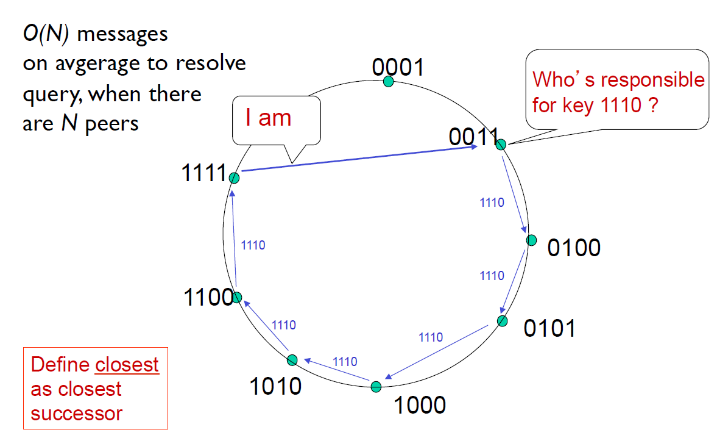 O(N) messages
on avgerage to resolve
query, when there
are N peers
0001
Who's responsible
for key 1110 ?
I am
0011
1111
1110
0100
1110
1110
1100
0101
1110
1110
1110
1010
1000
Define closest
as closest
successor